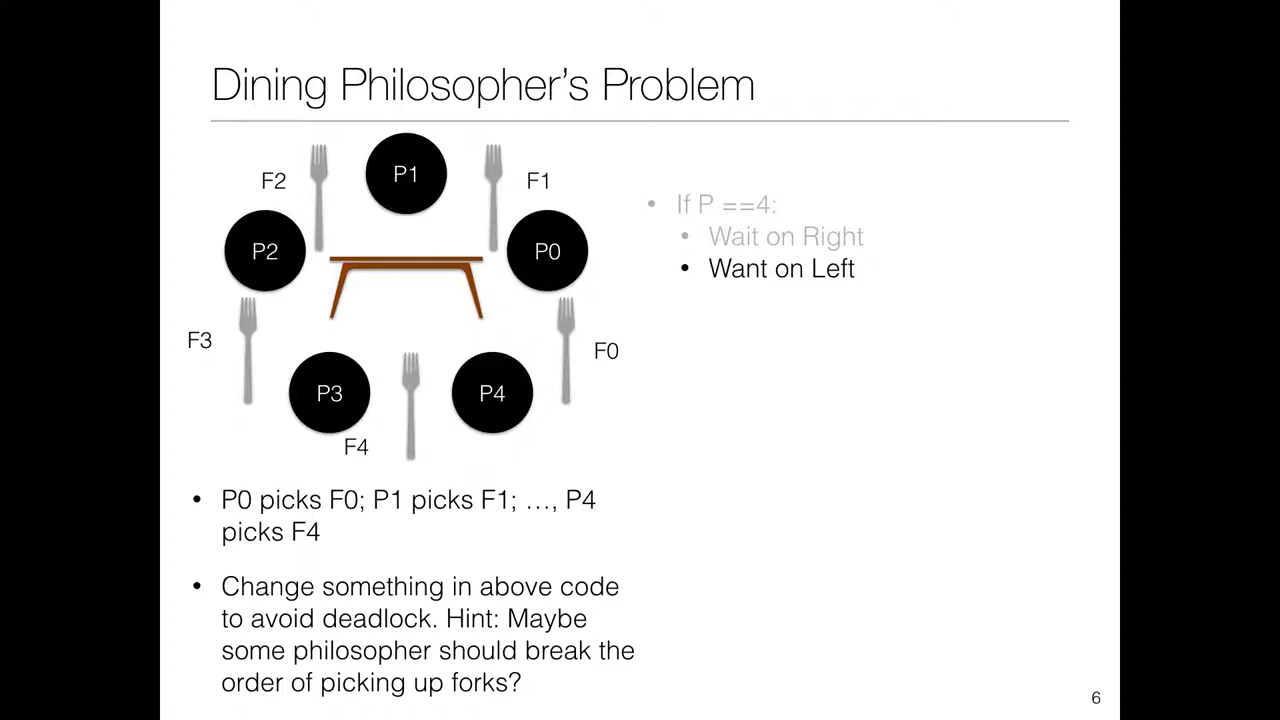 Dining Philosopher's Problem
P1
F2
F1
P2
P0
F3
F0
P3
P4
F4
• If P ==4:
• Wait on Right
• Want on Left
• P0 picks F0; P1 picks F1; …, P4
picks F4
• Change something in above code
to avoid deadlock. Hint: Maybe
some philosopher should break the
order of picking up forks?
6